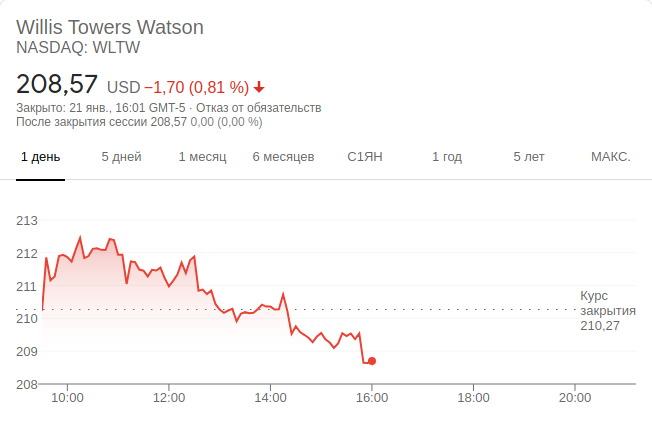 Willis Towers Watson
NASDAQ: WLTW
208,57 USD −1,70 (0,81 %)
Закрыто: 21 янв., 16:01 GMT-5 · Отказ от обязательств
После закрытия сессии 208,57 0,00 (0,00 %)
1 день 5 дней 1 месяц 6 месяцев С1ЯН 1 год 5 лет МАКС.
213
212
211
210
209
208
Курс
закрытия
210,27
10:00 12:00 14:00 16:00 18:00 20:00